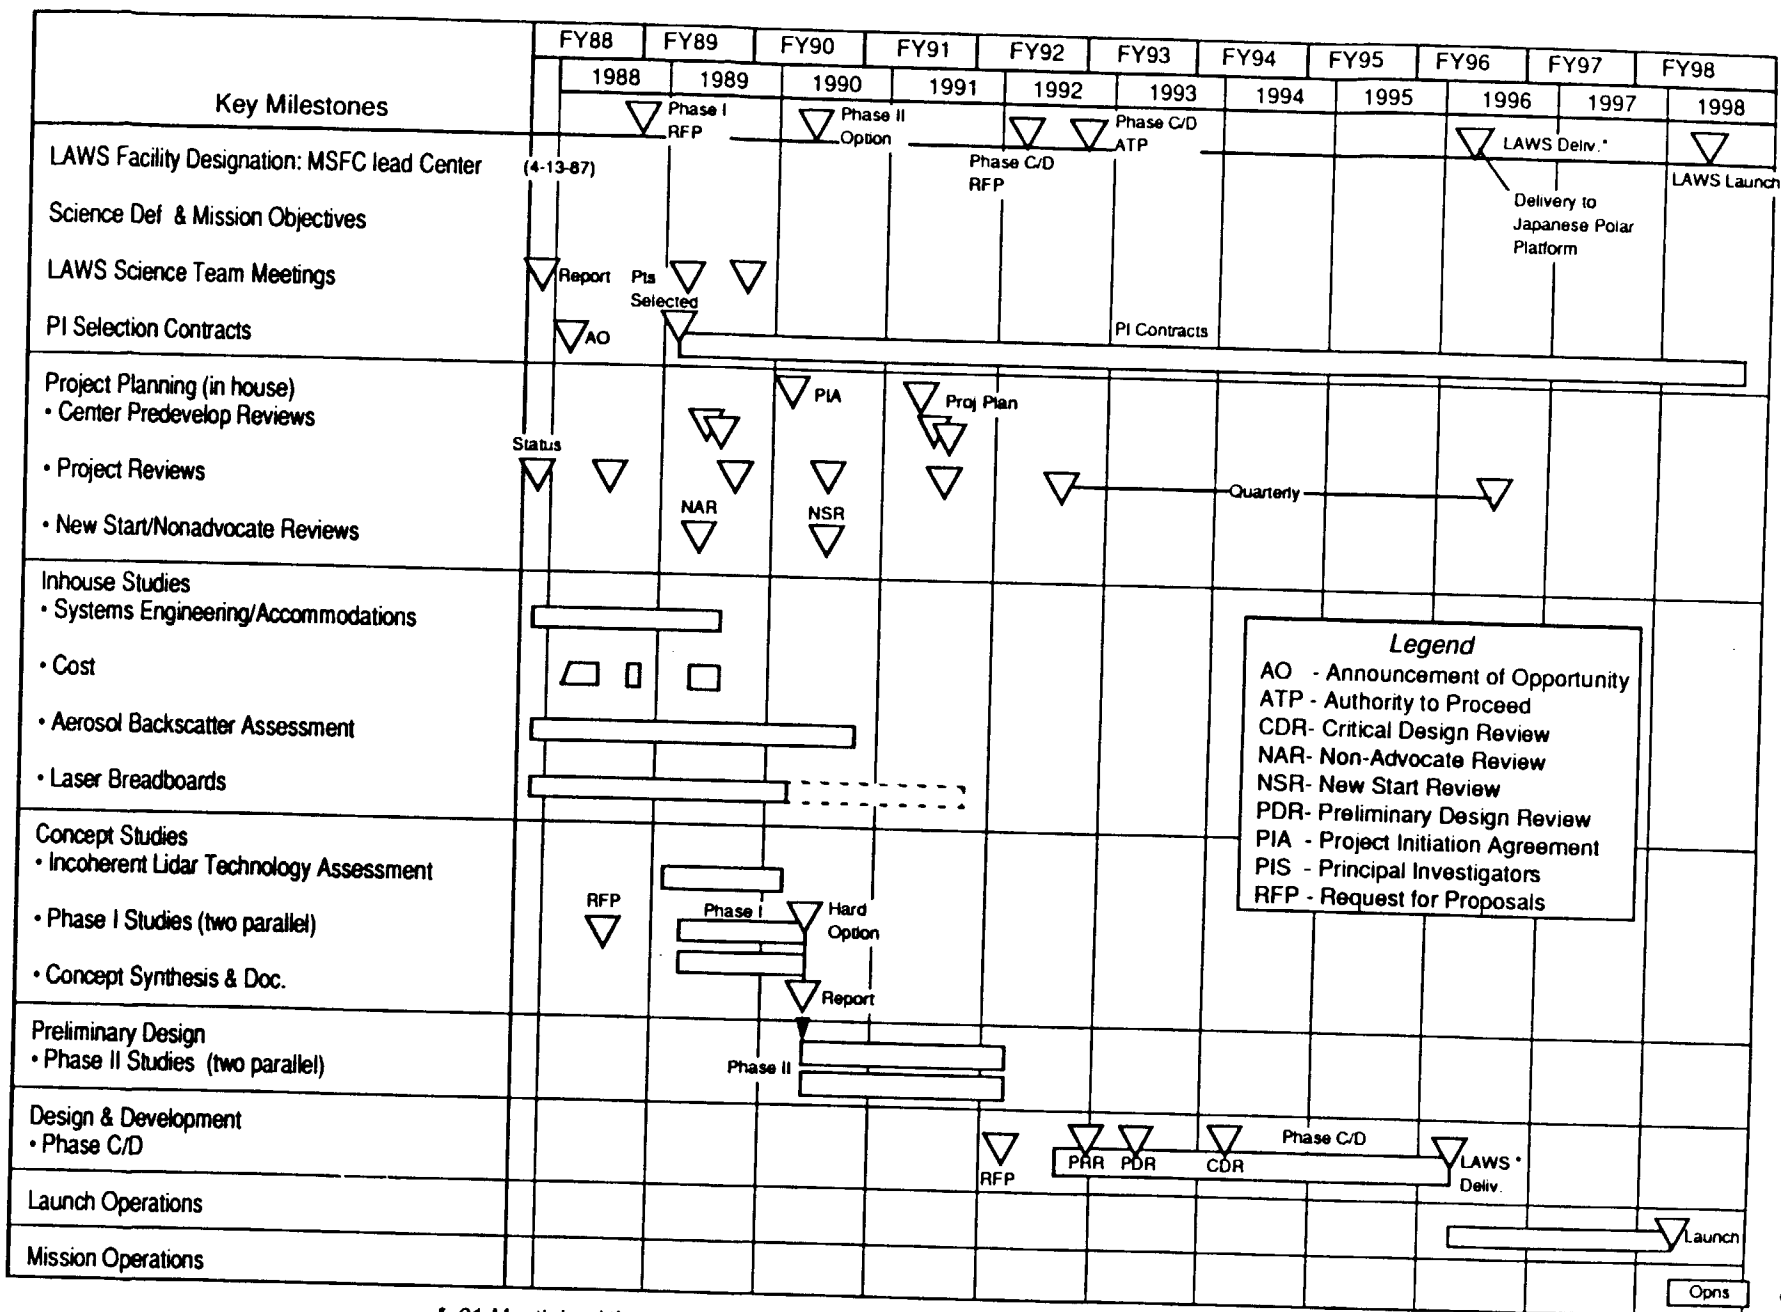 FY88 FY89 FY90 FY91 FY92 FY93 FY94 FY95 FY96 FY97 FY98
1988 1989 1990 1991 1992 1993 1994 1995 1996 1997 1998
Key Milestones
Phase I
RFP
Phase II
Option
Phase C/D
RFP
Phase C/D
ATP
LAWS Deliv.*
LAWS Launch
Delivery to
Japanese Polar
Platform
LAWS Facility Designation: MSFC lead Center (4-13-87)
Science Def & Mission Objectives
LAWS Science Team Meetings
Report
PIs
Selected
PI Selection Contracts
AO
PI Contracts
Project Planning (in house)
PIA
Proj Plan
• Center Predevelop Reviews
Status
• Project Reviews
Quarterly
NAR
NSR
• New Start/Nonadvocate Reviews
Inhouse Studies
• Systems Engineering/Accommodations
• Cost
• Aerosol Backscatter Assessment
• Laser Breadboards
Legend
AO - Announcement of Opportunity
ATP - Authority to Proceed
CDR- Critical Design Review
NAR- Non-Advocate Review
NSR- New Start Review
PDR- Preliminary Design Review
PIA - Project Initiation Agreement
PIS - Principal Investigators
RFP - Request for Proposals
Concept Studies
• Incoherent Lidar Technology Assessment
RFP
Phase I
Hard
Option
• Phase I Studies (two parallel)
• Concept Synthesis & Doc.
Report
Preliminary Design
• Phase II Studies (two parallel)
Phase II
Design & Development
• Phase C/D
RFP
PRR
PDR
CDR
Phase C/D
LAWS *
Deliv.
Launch Operations
Launch
Mission Operations
Opns